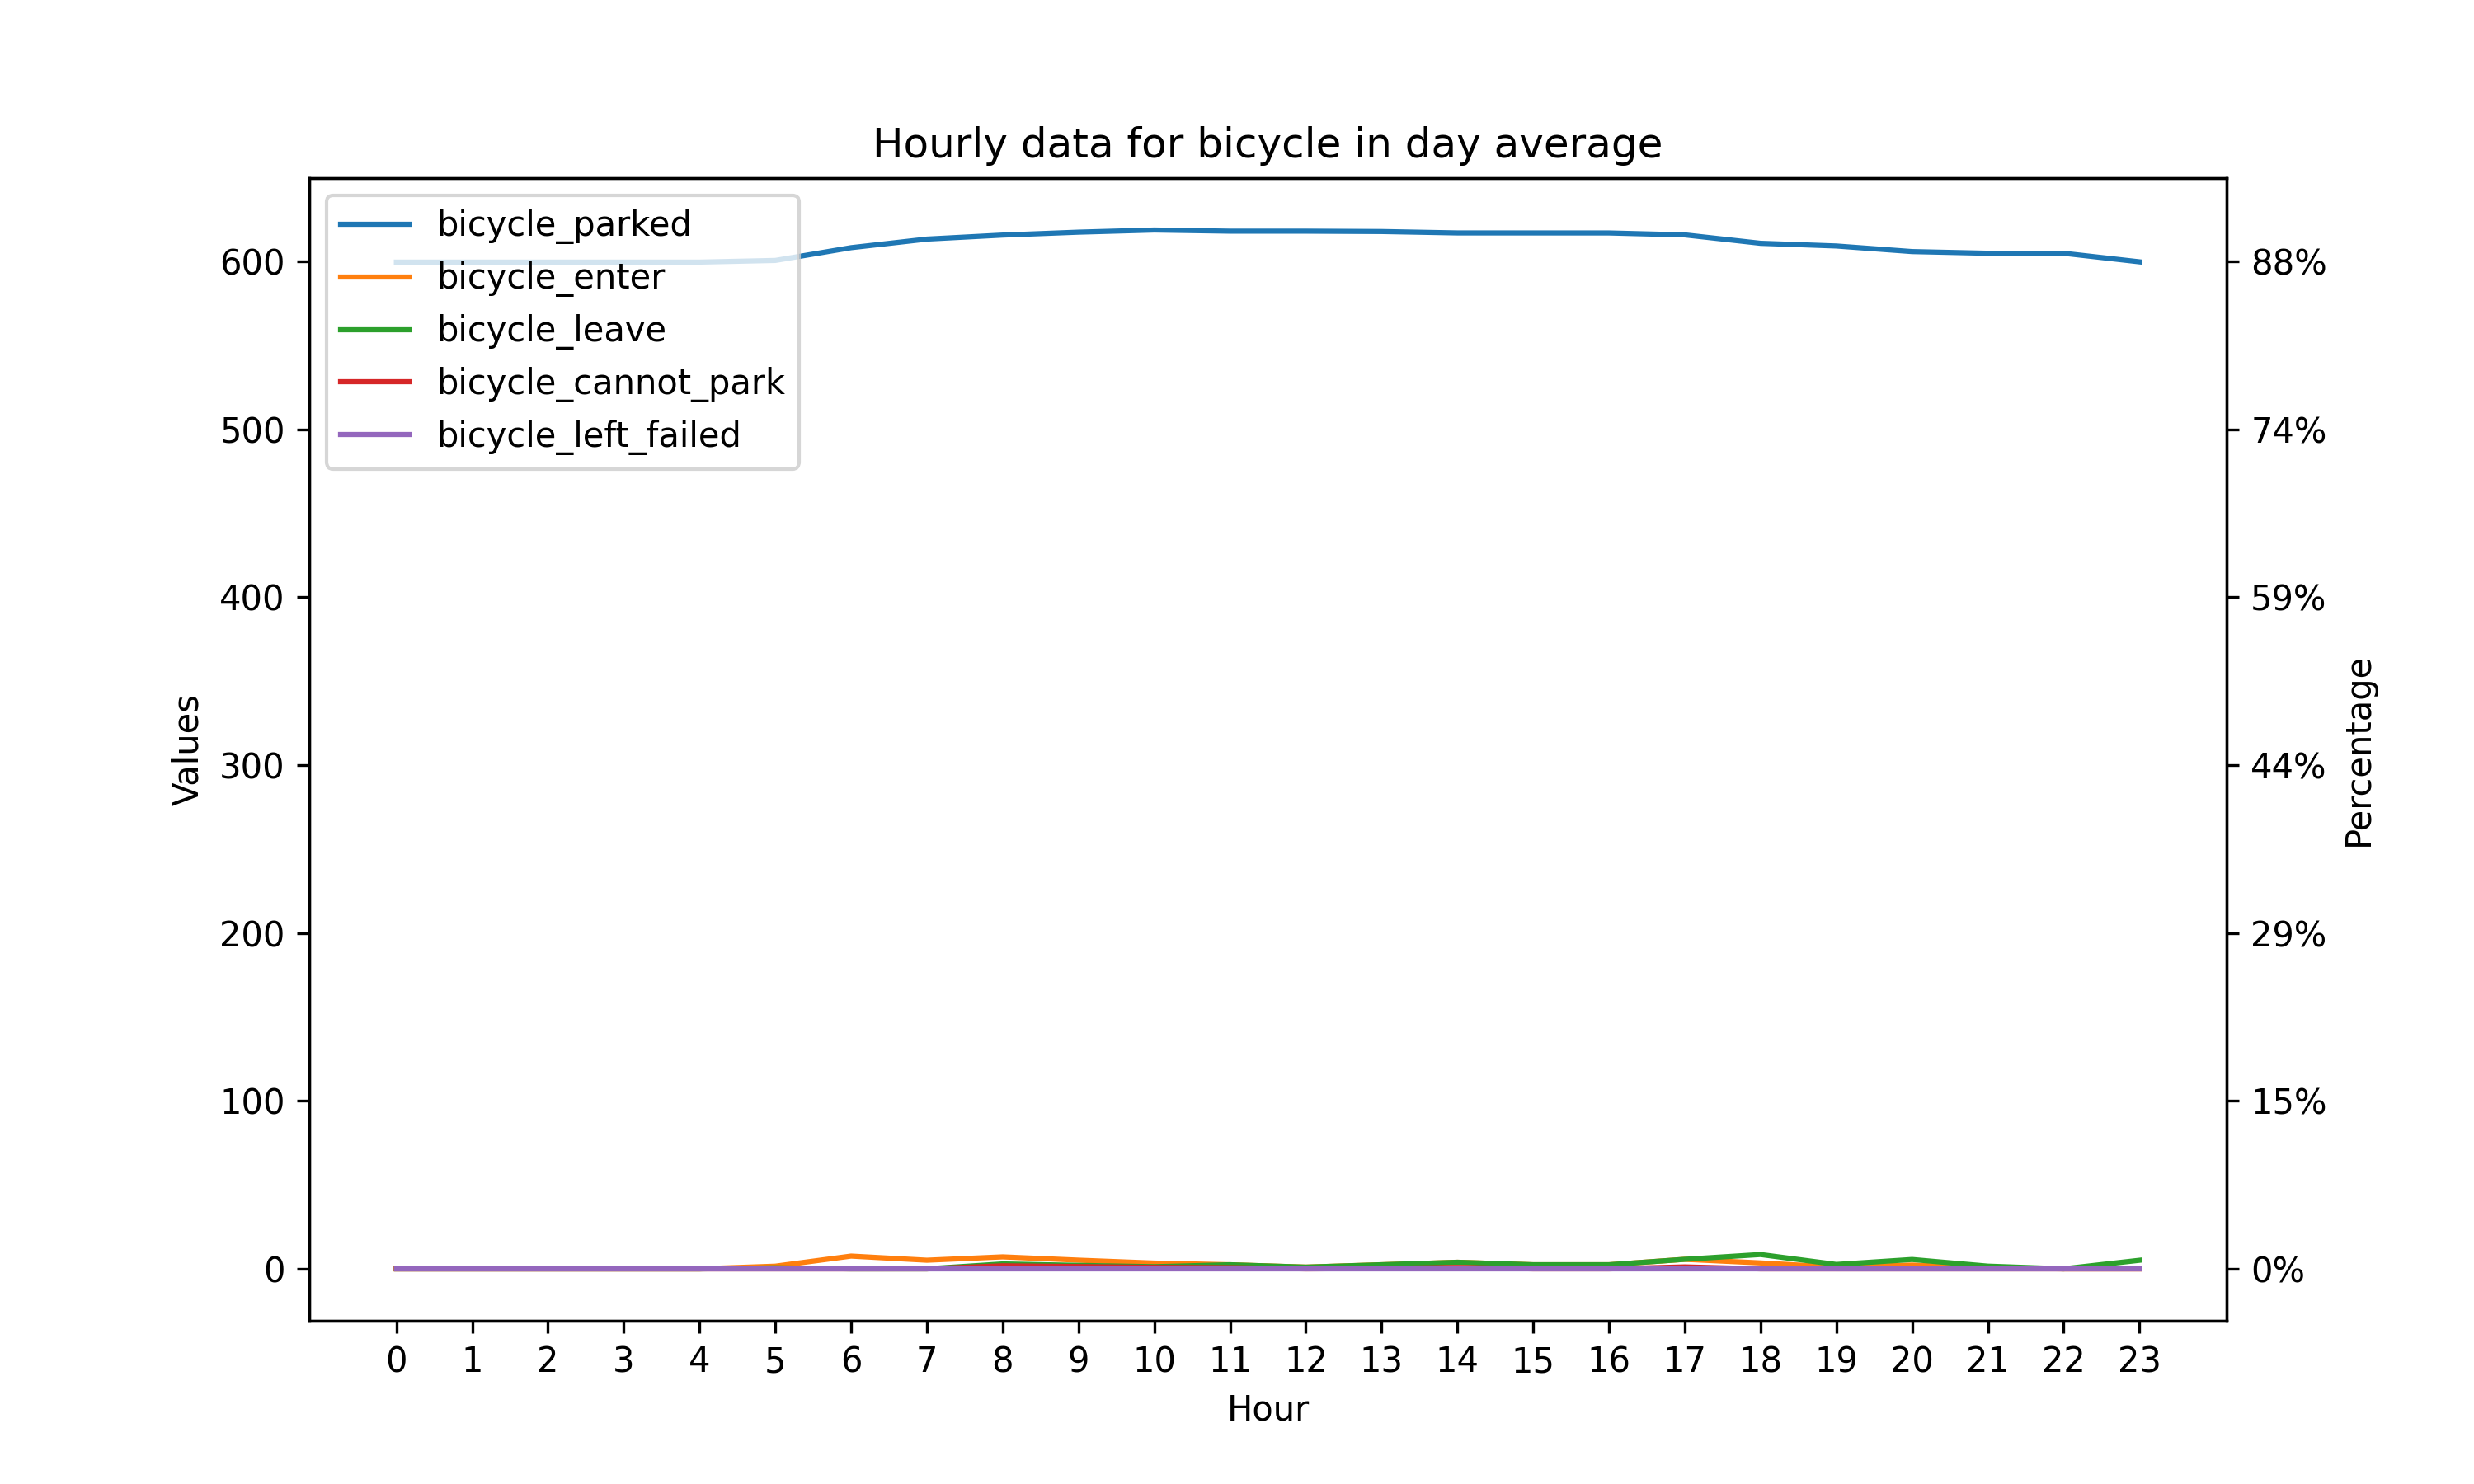 Hourly data for bicycle in day average
bicycle_parked
bicycle_enter
bicycle_leave
bicycle_cannot_park
bicycle_left_failed
Values
600
500
400
300
200
100
0
88%
74%
59%
44%
29%
15%
0%
Percentage
0 1 2 3 4 5 6 7 8 9 10 11 12 13 14 15 16 17 18 19 20 21 22 23
Hour